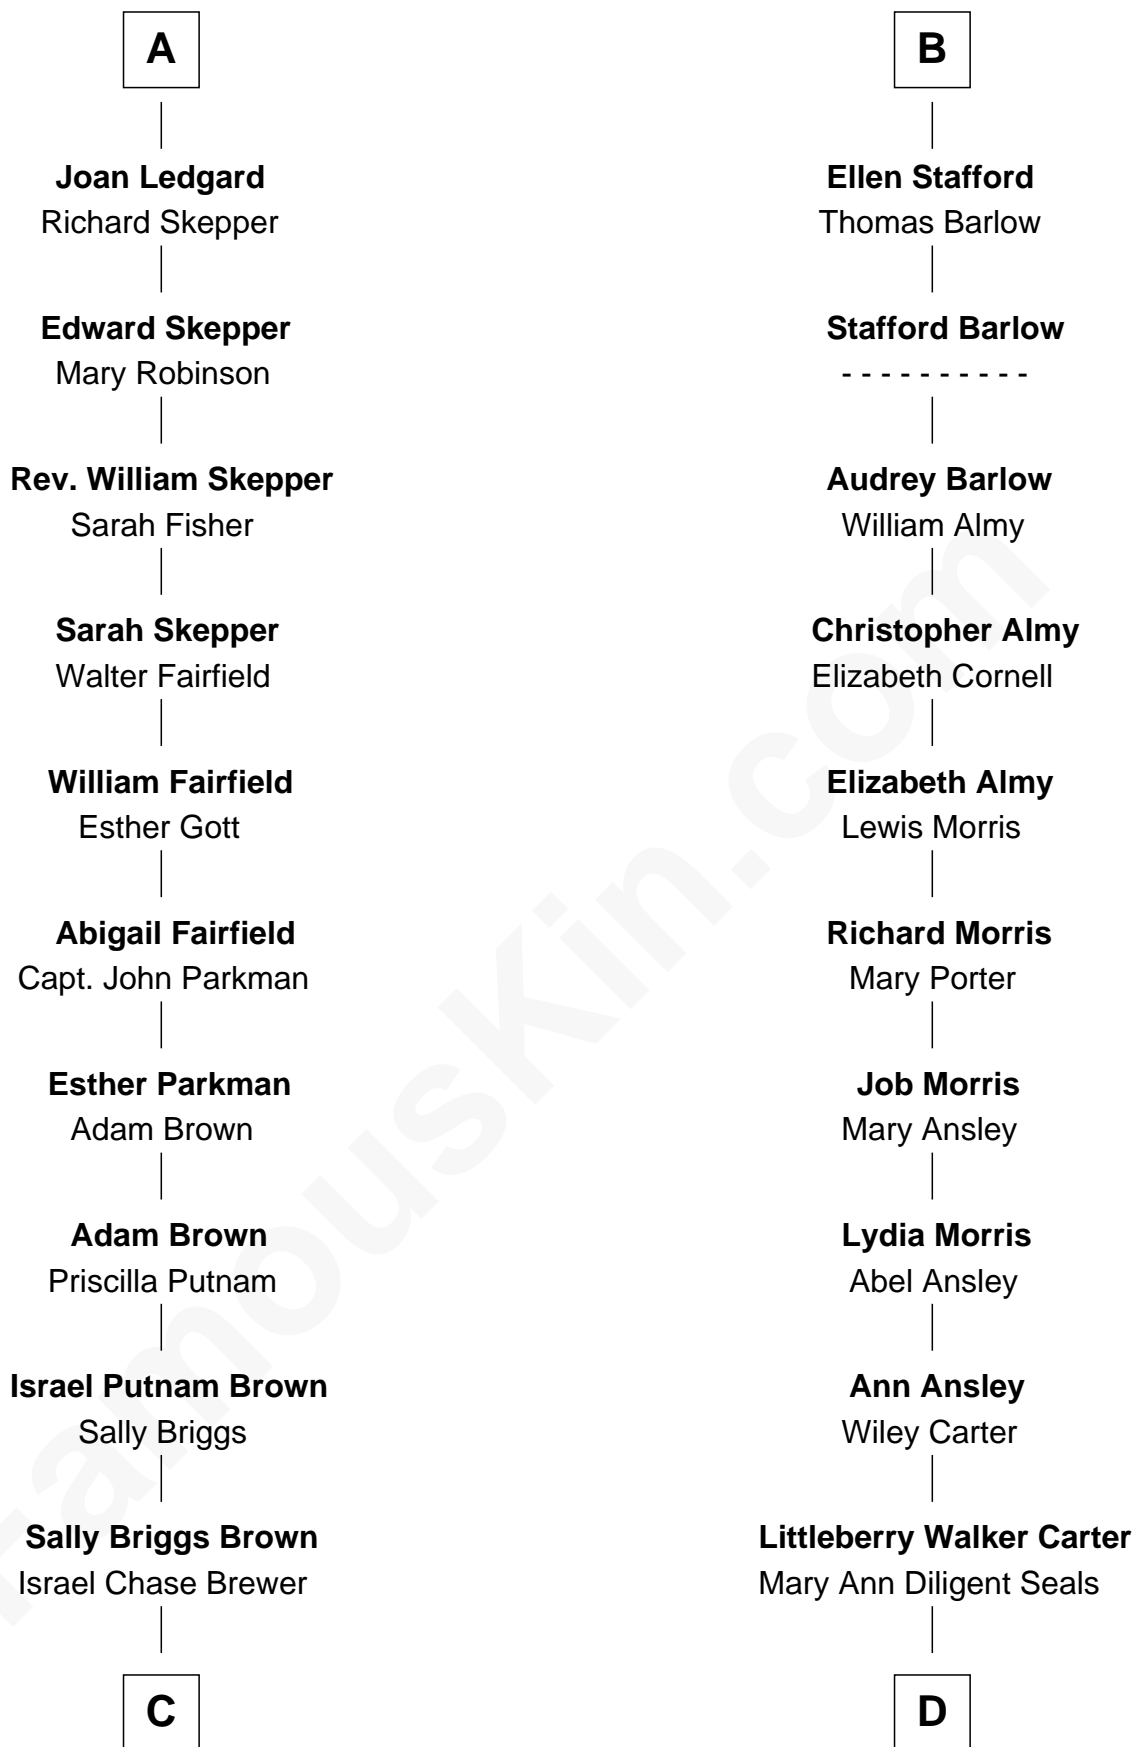 A
Joan Ledgard
Richard Skepper
Edward Skepper
Mary Robinson
Rev. William Skepper
Sarah Fisher
Sarah Skepper
Walter Fairfield
William Fairfield
Esther Gott
Abigail Fairfield
Capt. John Parkman
Esther Parkman
Adam Brown
Adam Brown
Priscilla Putnam
Israel Putnam Brown
Sally Briggs
Sally Briggs Brown
Israel Chase Brewer
C
B
Ellen Stafford
Thomas Barlow
Stafford Barlow
- - - - - - - - - -
Audrey Barlow
William Almy
Christopher Almy
Elizabeth Cornell
Elizabeth Almy
Lewis Morris
Richard Morris
Mary Porter
Job Morris
Mary Ansley
Lydia Morris
Abel Ansley
Ann Ansley
Wiley Carter
Littleberry Walker Carter
Mary Ann Diligent Seals
D
FamousKin.com